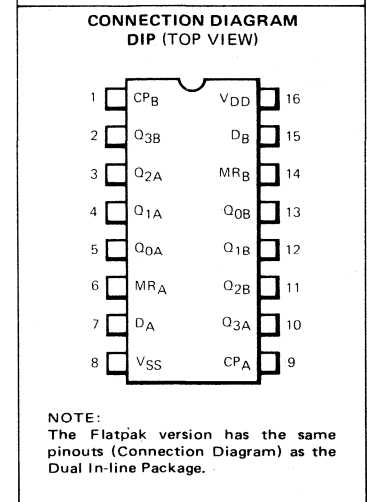 CONNECTION DIAGRAM
DIP (TOP VIEW)
1 CPB VDD 16
2 Q3B DB 15
3 Q2A MRB 14
4 Q1A Q0B 13
5 Q0A Q1B 12
6 MRA Q2B 11
7 DA Q3A 10
8 VSS CPA 9
NOTE:
The Flatpak version has the same
pinouts (Connection Diagram) as the
Dual In-line Package.